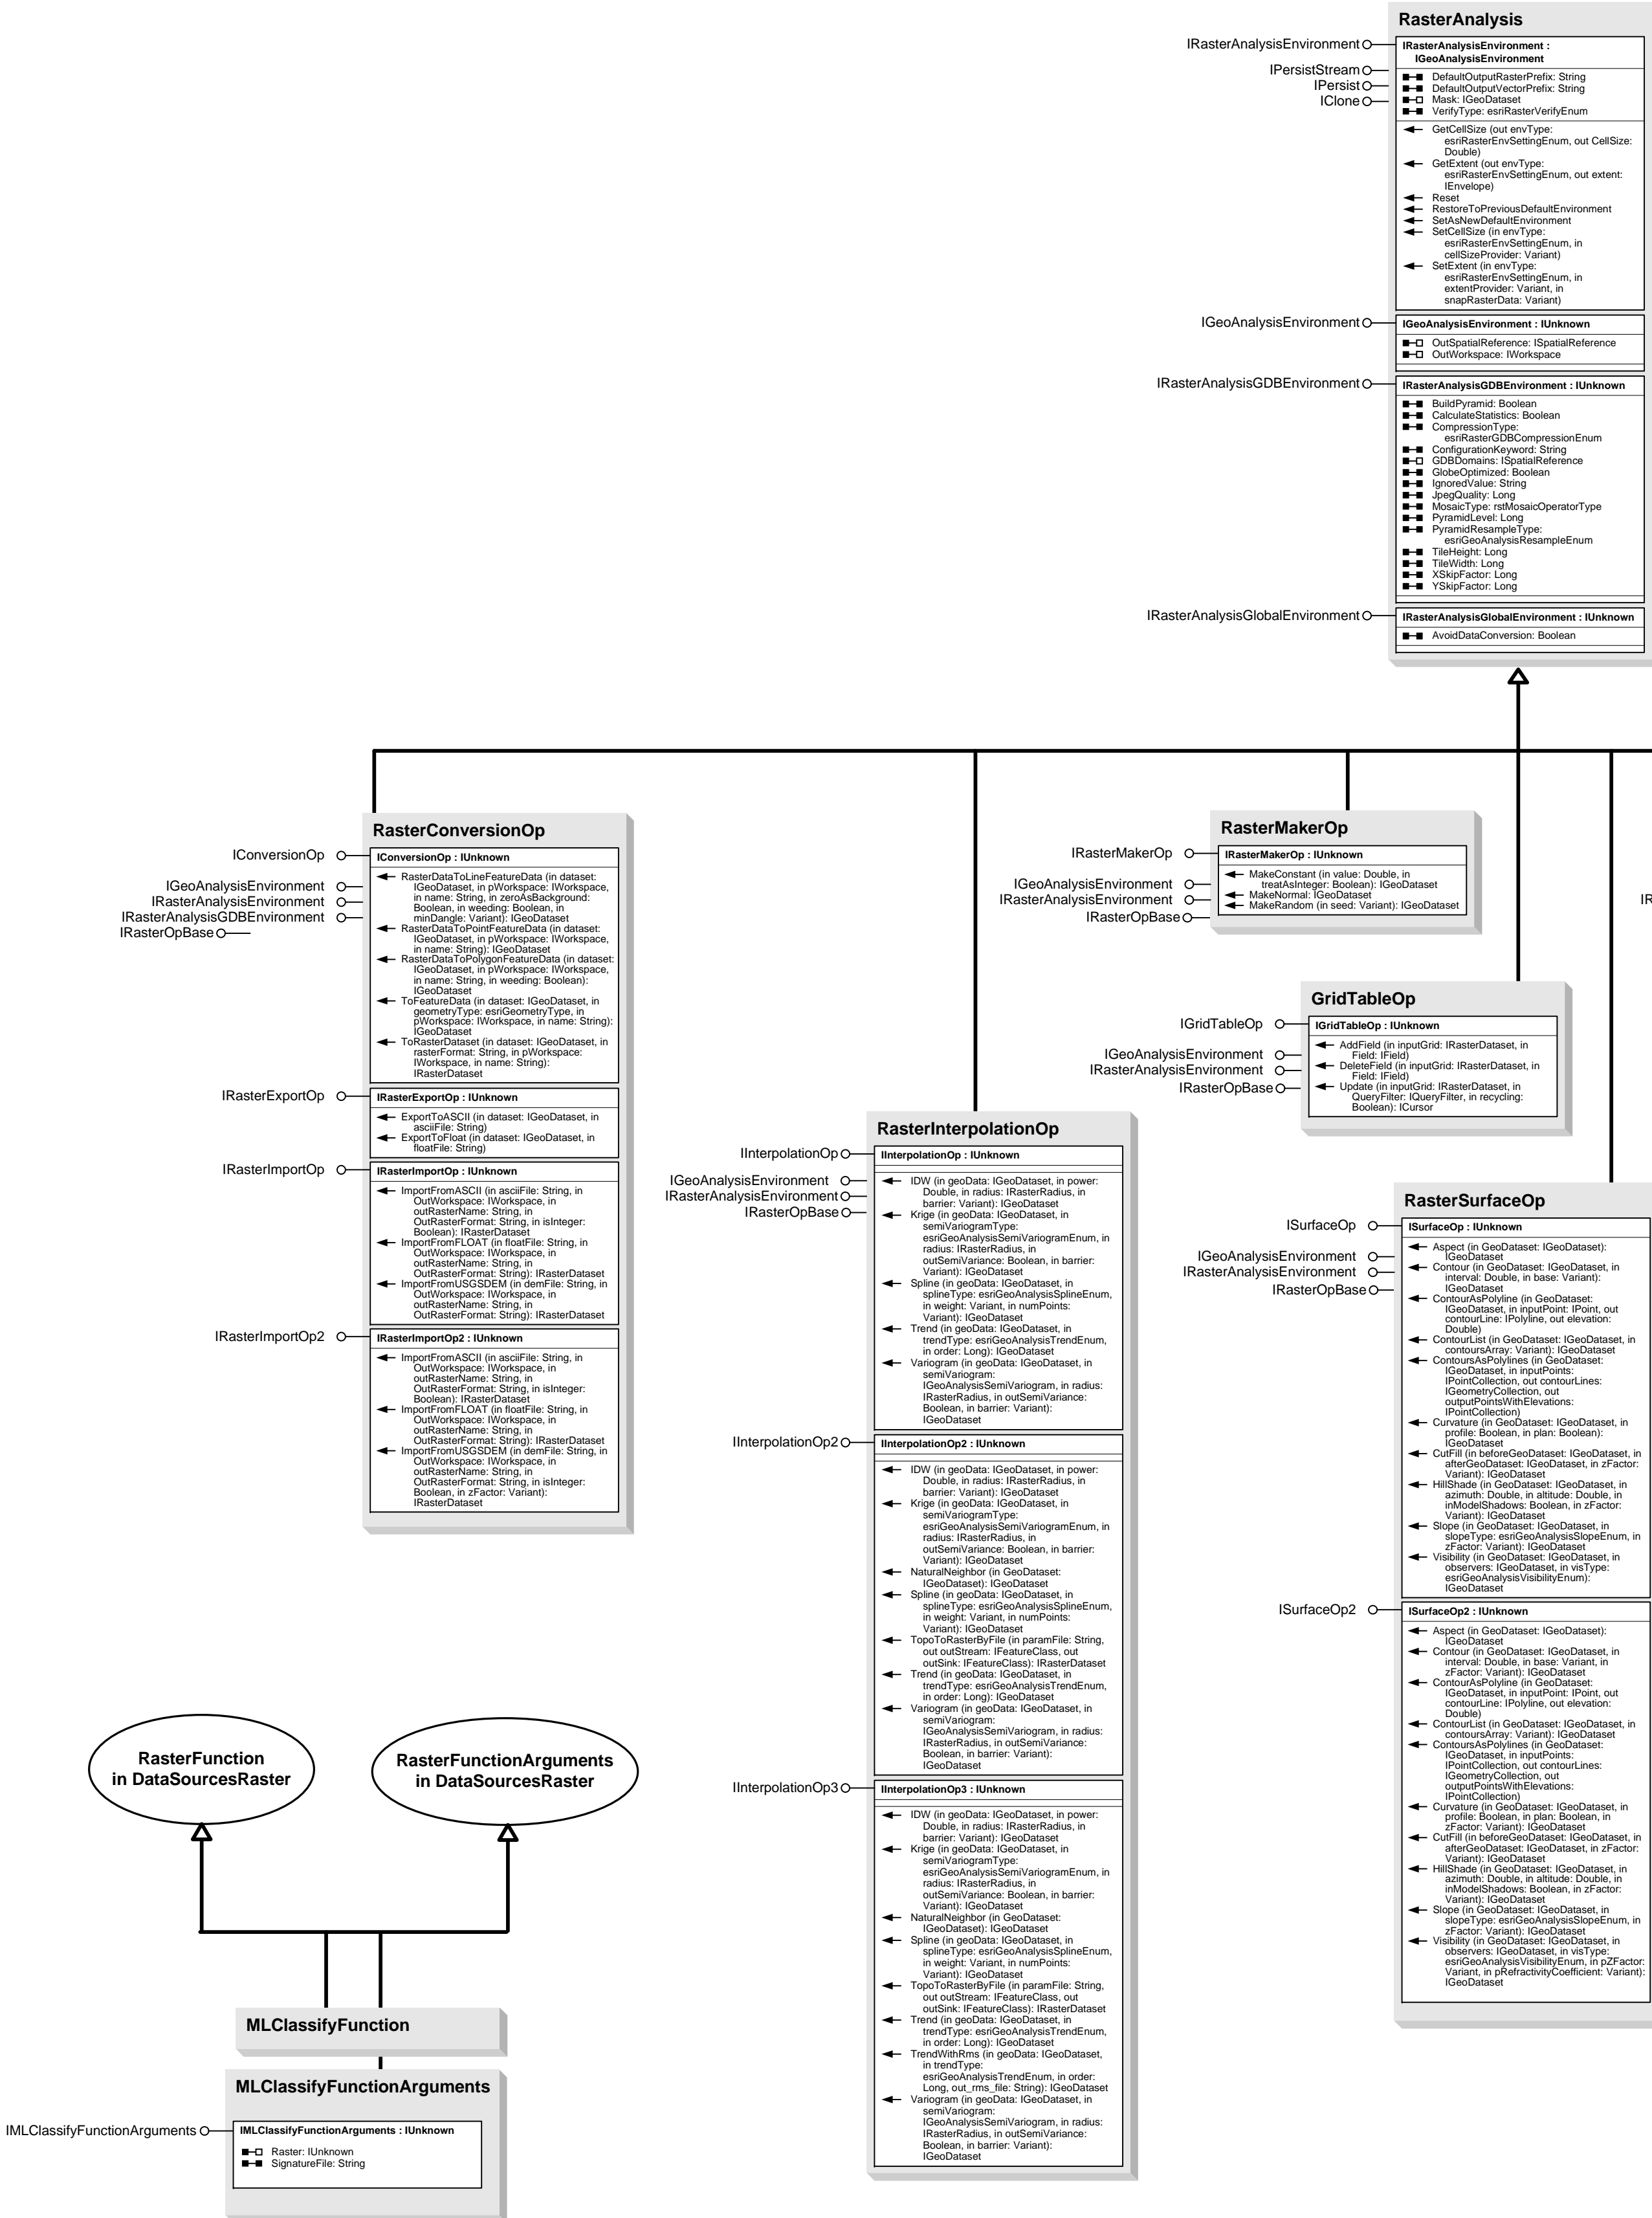 RasterAnalysis
IRasterAnalysisEnvironment
IPersistStream
IPersist
IClone
IRasterAnalysisEnvironment :
IGeoAnalysisEnvironment
DefaultOutputRasterPrefix: String
DefaultOutputVectorPrefix: String
Mask: IGeoDataset
VerifyType: esriRasterVerifyEnum
GetCellSize (out envType:
esriRasterEnvSettingEnum, out CellSize:
Double)
GetExtent (out envType:
esriRasterEnvSettingEnum, out extent:
IEnvelope)
Reset
RestoreToPreviousDefaultEnvironment
SetAsNewDefaultEnvironment
SetCellSize (in envType:
esriRasterEnvSettingEnum, in
cellSizeProvider: Variant)
SetExtent (in envType:
esriRasterEnvSettingEnum, in
extentProvider: Variant, in
snapRasterData: Variant)
IGeoAnalysisEnvironment
IGeoAnalysisEnvironment : IUnknown
OutSpatialReference: ISpatialReference
OutWorkspace: IWorkspace
IRasterAnalysisGDBEnvironment
IRasterAnalysisGDBEnvironment : IUnknown
BuildPyramid: Boolean
CalculateStatistics: Boolean
CompressionType:
esriRasterGDBCompressionEnum
ConfigurationKeyword: String
GDBDomains: ISpatialReference
GlobeOptimized: Boolean
IgnoredValue: String
JpegQuality: Long
MosaicType: rstMosaicOperatorType
PyramidLevel: Long
PyramidResampleType:
esriGeoAnalysisResampleEnum
TileHeight: Long
TileWidth: Long
XSkipFactor: Long
YSkipFactor: Long
IRasterAnalysisGlobalEnvironment
IRasterAnalysisGlobalEnvironment : IUnknown
AvoidDataConversion: Boolean
RasterConversionOp
IConversionOp
IGeoAnalysisEnvironment
IRasterAnalysisEnvironment
IRasterAnalysisGDBEnvironment
IRasterOpBase
IConversionOp : IUnknown
RasterDataToLineFeatureData (in dataset:
IGeoDataset, in pWorkspace: IWorkspace,
in name: String, in zeroAsBackground:
Boolean, in weeding: Boolean, in
minDangle: Variant): IGeoDataset
RasterDataToPointFeatureData (in dataset:
IGeoDataset, in pWorkspace: IWorkspace,
in name: String): IGeoDataset
RasterDataToPolygonFeatureData (in dataset:
IGeoDataset, in pWorkspace: IWorkspace,
in name: String, in weeding: Boolean):
IGeoDataset
ToFeatureData (in dataset: IGeoDataset, in
geometryType: esriGeometryType, in
pWorkspace: IWorkspace, in name: String):
IGeoDataset
ToRasterDataset (in dataset: IGeoDataset, in
rasterFormat: String, in pWorkspace:
IWorkspace, in name: String):
IRasterDataset
IRasterExportOp
IRasterExportOp : IUnknown
ExportToASCII (in dataset: IGeoDataset, in
asciiFile: String)
ExportToFloat (in dataset: IGeoDataset, in
floatFile: String)
IRasterImportOp
IRasterImportOp : IUnknown
ImportFromASCII (in asciiFile: String, in
OutWorkspace: IWorkspace, in
outRasterName: String, in
OutRasterFormat: String, in isInteger:
Boolean): IRasterDataset
ImportFromFLOAT (in floatFile: String, in
OutWorkspace: IWorkspace, in
outRasterName: String, in
OutRasterFormat: String): IRasterDataset
ImportFromUSGSDEM (in demFile: String, in
OutWorkspace: IWorkspace, in
outRasterName: String, in
OutRasterFormat: String): IRasterDataset
IRasterImportOp2
IRasterImportOp2 : IUnknown
ImportFromASCII (in asciiFile: String, in
OutWorkspace: IWorkspace, in
outRasterName: String, in
OutRasterFormat: String, in isInteger:
Boolean): IRasterDataset
ImportFromFLOAT (in floatFile: String, in
OutWorkspace: IWorkspace, in
outRasterName: String, in
OutRasterFormat: String): IRasterDataset
ImportFromUSGSDEM (in demFile: String, in
OutWorkspace: IWorkspace, in
outRasterName: String, in
OutRasterFormat: String, in isInteger:
Boolean, in zFactor: Variant):
IRasterDataset
RasterMakerOp
IRasterMakerOp
IGeoAnalysisEnvironment
IRasterAnalysisEnvironment
IRasterOpBase
IRasterMakerOp : IUnknown
MakeConstant (in value: Double, in
treatAsInteger: Boolean): IGeoDataset
MakeNormal: IGeoDataset
MakeRandom (in seed: Variant): IGeoDataset
IR
GridTableOp
IGridTableOp
IGeoAnalysisEnvironment
IRasterAnalysisEnvironment
IRasterOpBase
IGridTableOp : IUnknown
AddField (in inputGrid: IRasterDataset, in
Field: IField)
DeleteField (in inputGrid: IRasterDataset, in
Field: IField)
Update (in inputGrid: IRasterDataset, in
QueryFilter: IQueryFilter, in recycling:
Boolean): ICursor
RasterInterpolationOp
IInterpolationOp
IGeoAnalysisEnvironment
IRasterAnalysisEnvironment
IRasterOpBase
IInterpolationOp : IUnknown
IDW (in geoData: IGeoDataset, in power:
Double, in radius: IRasterRadius, in
barrier: Variant): IGeoDataset
Krige (in geoData: IGeoDataset, in
semiVariogramType:
esriGeoAnalysisSemiVariogramEnum, in
radius: IRasterRadius, in
outSemiVariance: Boolean, in barrier:
Variant): IGeoDataset
Spline (in geoData: IGeoDataset, in
splineType: esriGeoAnalysisSplineEnum,
in weight: Variant, in numPoints:
Variant): IGeoDataset
Trend (in geoData: IGeoDataset, in
trendType: esriGeoAnalysisTrendEnum,
in order: Long): IGeoDataset
Variogram (in geoData: IGeoDataset, in
semiVariogram:
IGeoAnalysisSemiVariogram, in radius:
IRasterRadius, in outSemiVariance:
Boolean, in barrier: Variant):
IGeoDataset
IInterpolationOp2
IInterpolationOp2 : IUnknown
IDW (in geoData: IGeoDataset, in power:
Double, in radius: IRasterRadius, in
barrier: Variant): IGeoDataset
Krige (in geoData: IGeoDataset, in
semiVariogramType:
esriGeoAnalysisSemiVariogramEnum, in
radius: IRasterRadius, in
outSemiVariance: Boolean, in barrier:
Variant): IGeoDataset
NaturalNeighbor (in GeoDataset:
IGeoDataset): IGeoDataset
Spline (in geoData: IGeoDataset, in
splineType: esriGeoAnalysisSplineEnum,
in weight: Variant, in numPoints:
Variant): IGeoDataset
TopoToRasterByFile (in paramFile: String,
out outStream: IFeatureClass, out
outSink: IFeatureClass): IRasterDataset
Trend (in geoData: IGeoDataset, in
trendType: esriGeoAnalysisTrendEnum,
in order: Long): IGeoDataset
Variogram (in geoData: IGeoDataset, in
semiVariogram:
IGeoAnalysisSemiVariogram, in radius:
IRasterRadius, in outSemiVariance:
Boolean, in barrier: Variant):
IGeoDataset
IInterpolationOp3
IInterpolationOp3 : IUnknown
IDW (in geoData: IGeoDataset, in power:
Double, in radius: IRasterRadius, in
barrier: Variant): IGeoDataset
Krige (in geoData: IGeoDataset, in
semiVariogramType:
esriGeoAnalysisSemiVariogramEnum, in
radius: IRasterRadius, in
outSemiVariance: Boolean, in barrier:
Variant): IGeoDataset
NaturalNeighbor (in GeoDataset:
IGeoDataset): IGeoDataset
Spline (in geoData: IGeoDataset, in
splineType: esriGeoAnalysisSplineEnum,
in weight: Variant, in numPoints:
Variant): IGeoDataset
TopoToRasterByFile (in paramFile: String,
out outStream: IFeatureClass, out
outSink: IFeatureClass): IRasterDataset
Trend (in geoData: IGeoDataset, in
trendType: esriGeoAnalysisTrendEnum,
in order: Long): IGeoDataset
TrendWithRms (in geoData: IGeoDataset,
in trendType:
esriGeoAnalysisTrendEnum, in order:
Long, out_rms_file: String): IGeoDataset
Variogram (in geoData: IGeoDataset, in
semiVariogram:
IGeoAnalysisSemiVariogram, in radius:
IRasterRadius, in outSemiVariance:
Boolean, in barrier: Variant):
IGeoDataset
RasterSurfaceOp
ISurfaceOp
IGeoAnalysisEnvironment
IRasterAnalysisEnvironment
IRasterOpBase
ISurfaceOp : IUnknown
Aspect (in GeoDataset: IGeoDataset):
IGeoDataset
Contour (in GeoDataset: IGeoDataset, in
interval: Double, in base: Variant):
IGeoDataset
ContourAsPolyline (in GeoDataset:
IGeoDataset, in inputPoint: IPoint, out
contourLine: IPolyline, out elevation:
Double)
ContourList (in GeoDataset: IGeoDataset, in
contoursArray: Variant): IGeoDataset
ContoursAsPolylines (in GeoDataset:
IGeoDataset, in inputPoints:
IPointCollection, out contourLines:
IGeometryCollection, out
outputPointsWithElevations:
IPointCollection)
Curvature (in GeoDataset: IGeoDataset, in
profile: Boolean, in plan: Boolean):
IGeoDataset
CutFill (in beforeGeoDataset: IGeoDataset, in
afterGeoDataset: IGeoDataset, in zFactor:
Variant): IGeoDataset
HillShade (in GeoDataset: IGeoDataset, in
azimuth: Double, in altitude: Double, in
inModelShadows: Boolean, in zFactor:
Variant): IGeoDataset
Slope (in GeoDataset: IGeoDataset, in
slopeType: esriGeoAnalysisSlopeEnum, in
zFactor: Variant): IGeoDataset
Visibility (in GeoDataset: IGeoDataset, in
observers: IGeoDataset, in visType:
esriGeoAnalysisVisibilityEnum):
IGeoDataset
ISurfaceOp2
ISurfaceOp2 : IUnknown
Aspect (in GeoDataset: IGeoDataset):
IGeoDataset
Contour (in GeoDataset: IGeoDataset, in
interval: Double, in base: Variant, in
zFactor: Variant): IGeoDataset
ContourAsPolyline (in GeoDataset:
IGeoDataset, in inputPoint: IPoint, out
contourLine: IPolyline, out elevation:
Double)
ContourList (in GeoDataset: IGeoDataset, in
contoursArray: Variant): IGeoDataset
ContoursAsPolylines (in GeoDataset:
IGeoDataset, in inputPoints:
IPointCollection, out contourLines:
IGeometryCollection, out
outputPointsWithElevations:
IPointCollection)
Curvature (in GeoDataset: IGeoDataset, in
profile: Boolean, in plan: Boolean, in
zFactor: Variant): IGeoDataset
CutFill (in beforeGeoDataset: IGeoDataset, in
afterGeoDataset: IGeoDataset, in zFactor:
Variant): IGeoDataset
HillShade (in GeoDataset: IGeoDataset, in
azimuth: Double, in altitude: Double, in
inModelShadows: Boolean, in zFactor:
Variant): IGeoDataset
Slope (in GeoDataset: IGeoDataset, in
slopeType: esriGeoAnalysisSlopeEnum, in
zFactor: Variant): IGeoDataset
Visibility (in GeoDataset: IGeoDataset, in
observers: IGeoDataset, in visType:
esriGeoAnalysisVisibilityEnum, in pZFactor:
Variant, in pRefractivityCoefficient: Variant):
IGeoDataset
RasterFunction
in DataSourcesRaster
RasterFunctionArguments
in DataSourcesRaster
MLClassifyFunction
MLClassifyFunctionArguments
IMLClassifyFunctionArguments
IMLClassifyFunctionArguments : IUnknown
Raster: IUnknown
SignatureFile: String